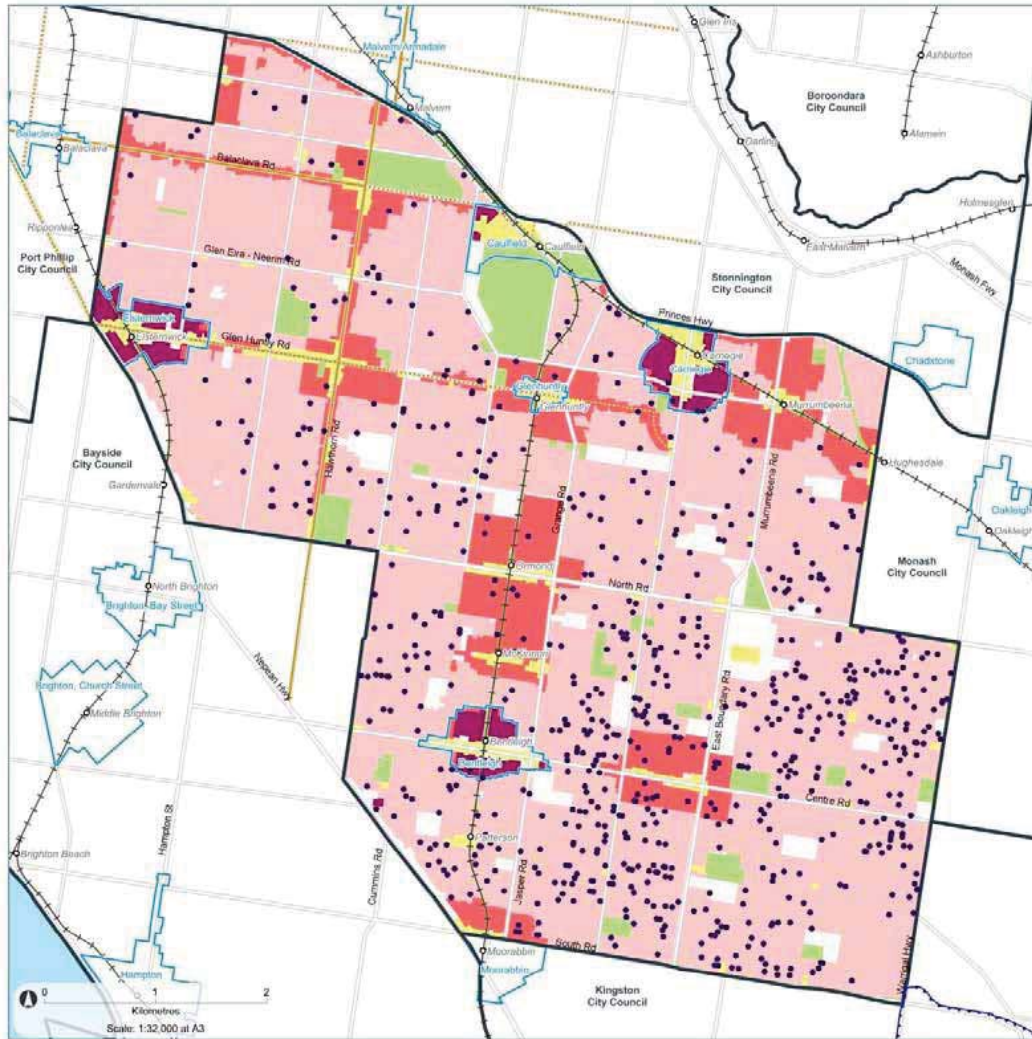 Glen Iris
Malvern/Armadale
Ashburton
Malvern
Boroondara
City Council
Balaclava
Balaclava
Darling
Alamein
Balaclava Rd
Holmesglen
Ripponlea
Caulfield
Caulfield
East Malvern
Port Phillip
City Council
Glen Eira - Neerim Rd
Stonnington
City Council
Monash Fwy
Princes Hwy
Elsternwick
Elsternwick
Glen Huntly Rd
Carnegie
Carnegie
Chadstone
Glenhuntly
Glenhuntly
Murrumbeena
Bayside
City Council
Hawthorn Rd
Hughesdale
Gardenvale
Grange Rd
Murrumbeena Rd
Oakleigh
Oakleigh
Ormond
Monash
City Council
North Brighton
North Rd
Brighton-Bay Street
McKinnon
Nepean Hwy
Brighton, Church Street
Middle Brighton
East Boundary Rd
Bentleigh
Bentleigh
Centre Rd
Hampton St
Patterson
Brighton Beach
Cummins Rd
Jasper Rd
South Rd
Warrigal Hwy
Moorabbin
Moorabbin
Hampton
Kingston
City Council
0 1 2
Kilometres
Scale: 1:32,000 at A3